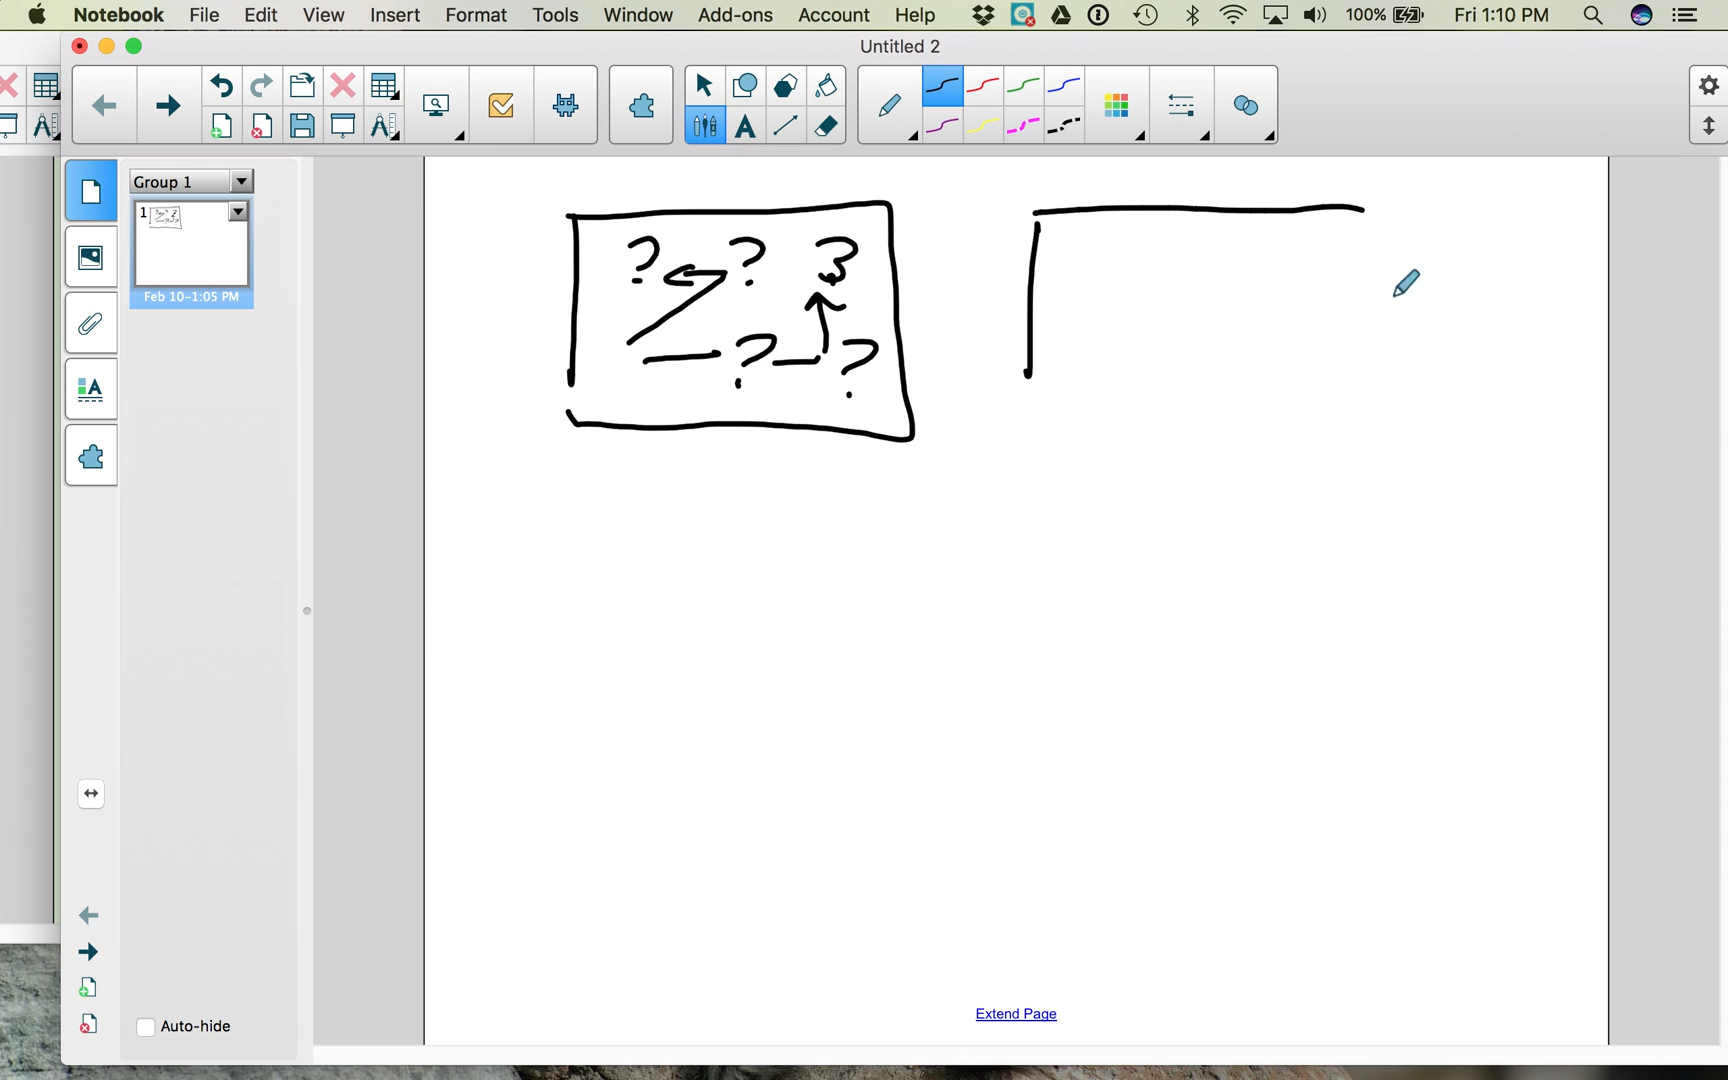 Notebook File Edit View Insert Format Tools Window Add-ons Account Help 100% Fri 1:10 PM
Untitled 2
Group 1
1
Feb 10-1:05 PM
? ? ?
? ?
Extend Page
Auto-hide